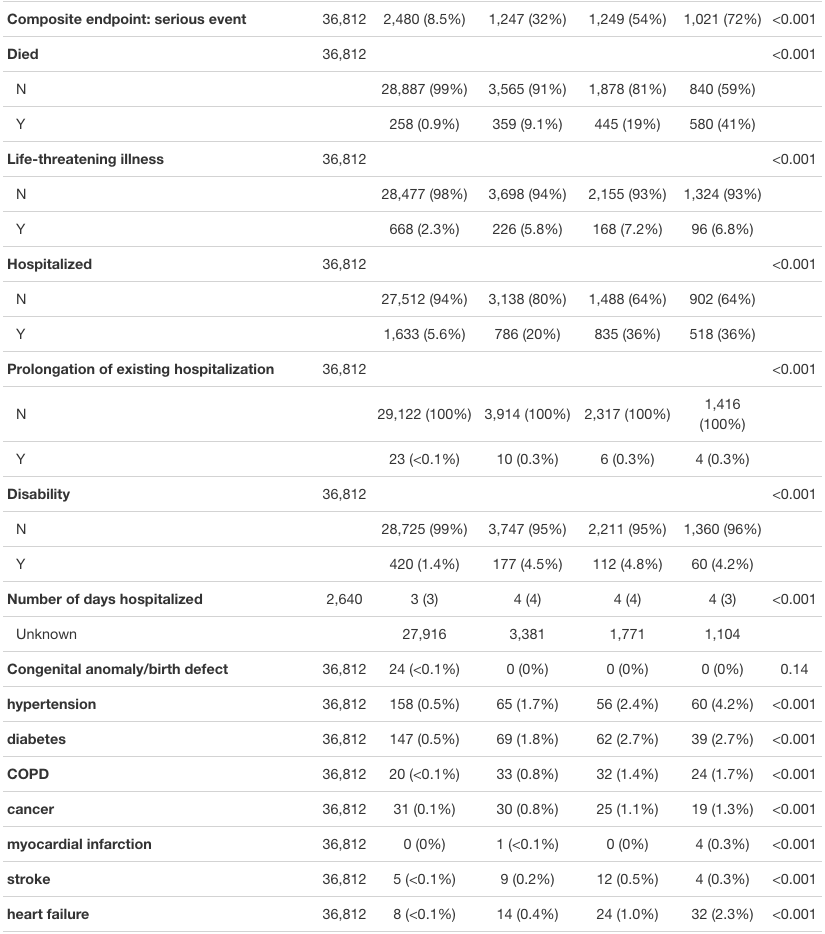 Composite endpoint: serious event 36,812 2,480 (8.5%) 1,247 (32%) 1,249 (54%) 1,021 (72%) <0.001
Died 36,812 <0.001
N 28,887 (99%) 3,565 (91%) 1,878 (81%) 840 (59%)
Y 258 (0.9%) 359 (9.1%) 445 (19%) 580 (41%)
Life-threatening illness 36,812 <0.001
N 28,477 (98%) 3,698 (94%) 2,155 (93%) 1,324 (93%)
Y 668 (2.3%) 226 (5.8%) 168 (7.2%) 96 (6.8%)
Hospitalized 36,812 <0.001
N 27,512 (94%) 3,138 (80%) 1,488 (64%) 902 (64%)
Y 1,633 (5.6%) 786 (20%) 835 (36%) 518 (36%)
Prolongation of existing hospitalization 36,812 <0.001
N 29,122 (100%) 3,914 (100%) 2,317 (100%) 1,416
(100%)
Y 23 (<0.1%) 10 (0.3%) 6 (0.3%) 4 (0.3%)
Disability 36,812 <0.001
N 28,725 (99%) 3,747 (95%) 2,211 (95%) 1,360 (96%)
Y 420 (1.4%) 177 (4.5%) 112 (4.8%) 60 (4.2%)
Number of days hospitalized 2,640 3 (3) 4 (4) 4 (4) 4 (3) <0.001
Unknown 27,916 3,381 1,771 1,104
Congenital anomaly/birth defect 36,812 24 (<0.1%) 0 (0%) 0 (0%) 0 (0%) 0.14
hypertension 36,812 158 (0.5%) 65 (1.7%) 56 (2.4%) 60 (4.2%) <0.001
diabetes 36,812 147 (0.5%) 69 (1.8%) 62 (2.7%) 39 (2.7%) <0.001
COPD 36,812 20 (<0.1%) 33 (0.8%) 32 (1.4%) 24 (1.7%) <0.001
cancer 36,812 31 (0.1%) 30 (0.8%) 25 (1.1%) 19 (1.3%) <0.001
myocardial infarction 36,812 0 (0%) 1 (<0.1%) 0 (0%) 4 (0.3%) <0.001
stroke 36,812 5 (<0.1%) 9 (0.2%) 12 (0.5%) 4 (0.3%) <0.001
heart failure 36,812 8 (<0.1%) 14 (0.4%) 24 (1.0%) 32 (2.3%) <0.001